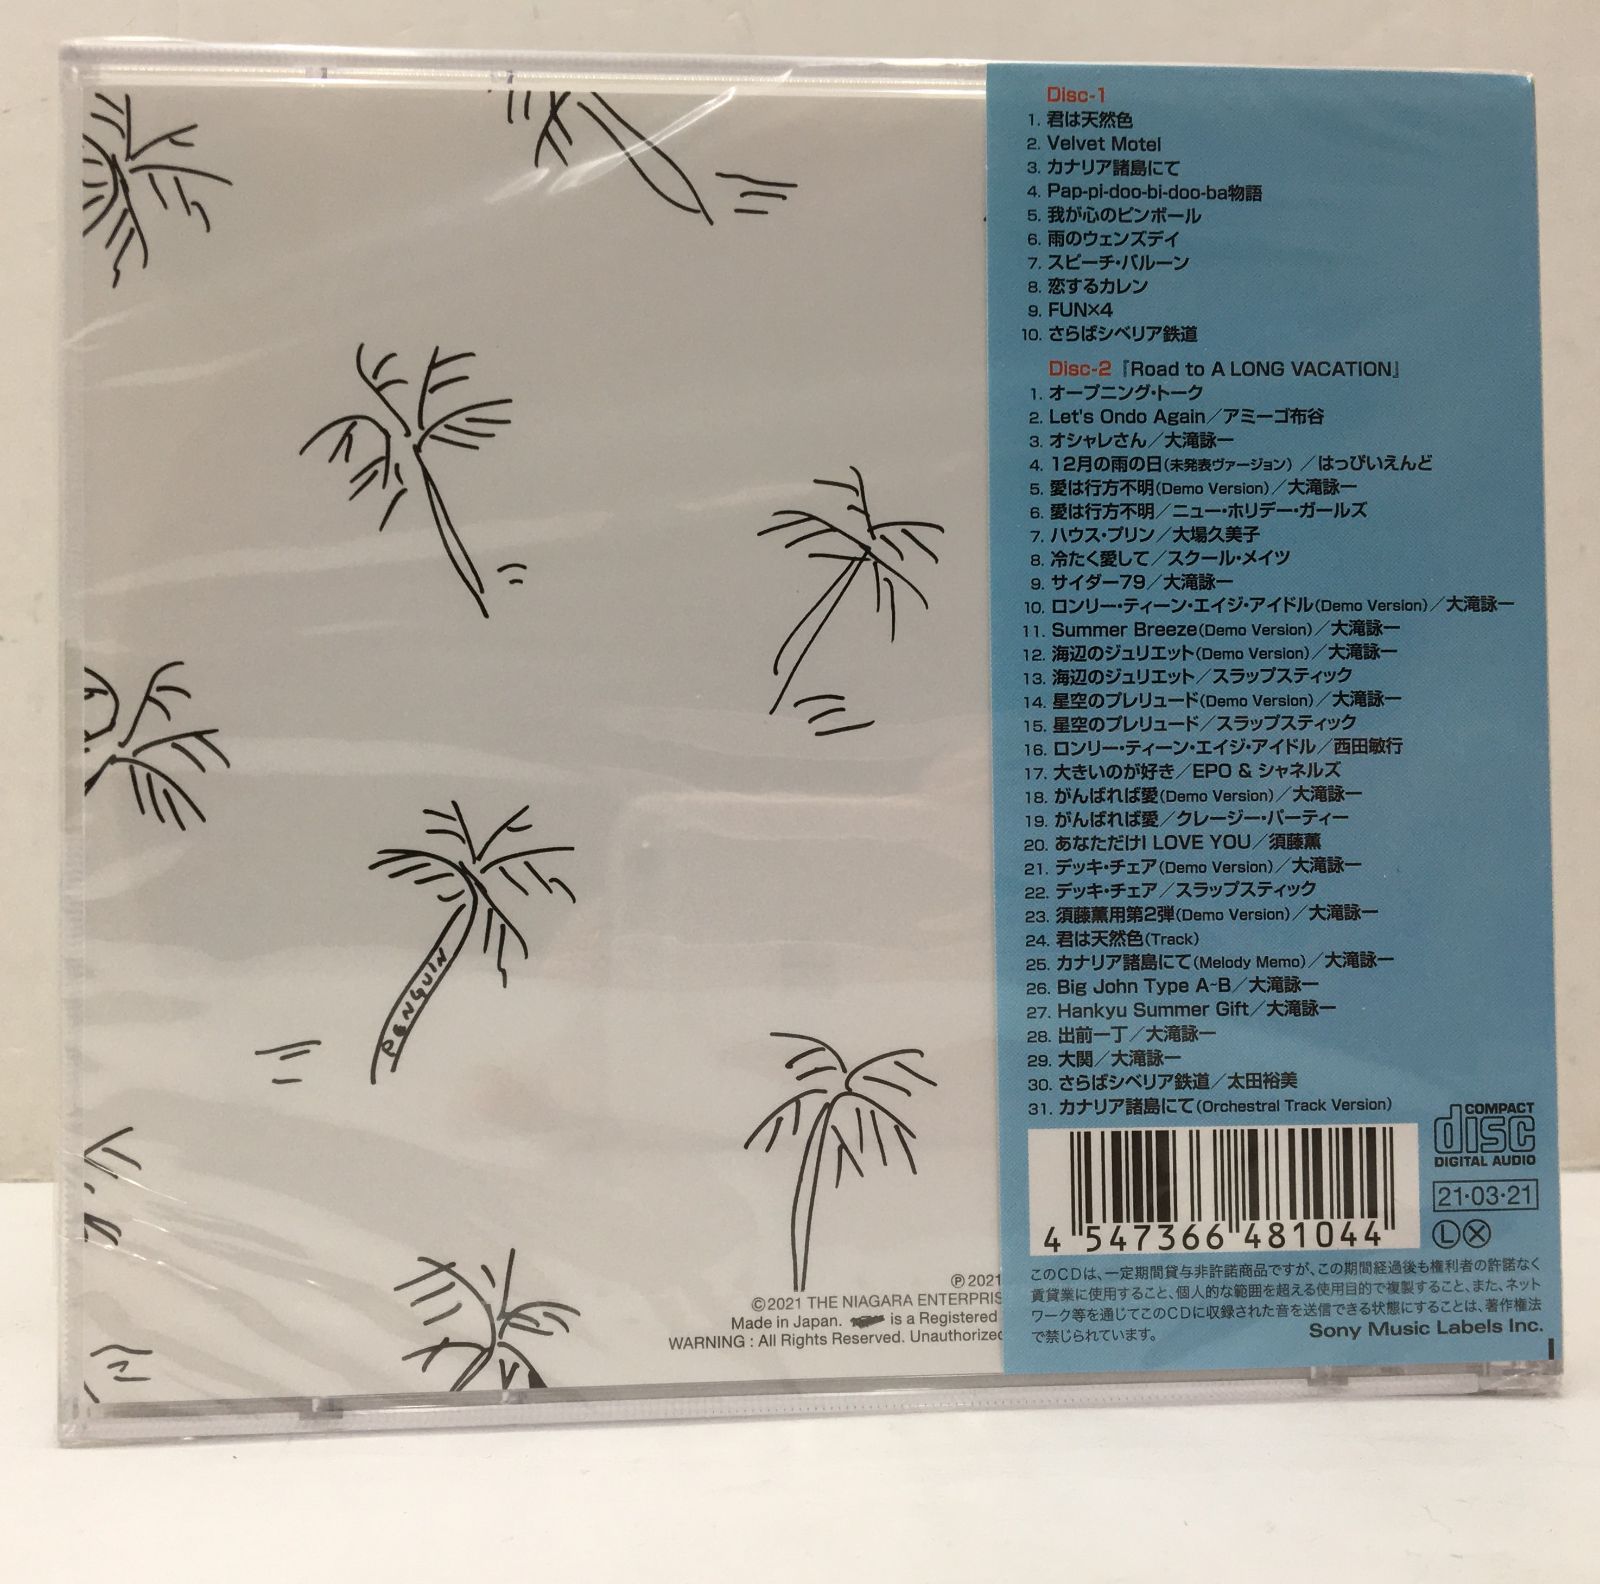 Disc-1
1. 君は天然色
2. Velvet Motel
3. カナリア諸島にて
4. Pap-pi-doo-bi-doo-ba物語
5. 我が心のピンボール
6. 雨のウェンズデイ
7. スピーチ・バルーン
8. 恋するカレン
9. FUN×4
10. さらばシベリア鉄道
Disc-2『Road to A LONG VACATION』
1. オープニング・トーク
2. Let's Ondo Again／アミーゴ布谷
3. オシャレさん／大滝詠一
4. 12月の雨の日(未発表ヴァージョン)／はっぴいえんど
5. 愛は行方不明(Demo Version)／大滝詠一
6. 愛は行方不明／ニュー・ホリデー・ガールズ
7. ハウス・プリン／大場久美子
8. 冷たく愛して／スクール・メイツ
9. サイダー79／大滝詠一
10. ロンリー・ティーン・エイジ・アイドル(Demo Version)／大滝詠一
11. Summer Breeze(Demo Version)／大滝詠一
12. 海辺のジュリエット(Demo Version)／大滝詠一
13. 海辺のジュリエット／スラップスティック
14. 星空のプレリュード(Demo Version)／大滝詠一
15. 星空のプレリュード／スラップスティック
16. ロンリー・ティーン・エイジ・アイドル／西田敏行
17. 大きいのが好き／EPO & シャネルズ
18. がんばれば愛(Demo Version)／大滝詠一
19. がんばれば愛／クレージー・パーティー
20. あなただけI LOVE YOU／須藤薫
21. デッキ・チェア(Demo Version)／大滝詠一
22. デッキ・チェア／スラップスティック
23. 須藤薫用第2弾(Demo Version)／大滝詠一
24. 君は天然色(Track)
25. カナリア諸島にて(Melody Memo)／大滝詠一
26. Big John Type A~B／大滝詠一
27. Hankyu Summer Gift／大滝詠一
28. 出前一丁／大滝詠一
29. 大関／大滝詠一
30. さらばシベリア鉄道／太田裕美
31. カナリア諸島にて(Orchestral Track Version)
COMPACT
disc
DIGITAL AUDIO
21・03・21
Ⓛ Ⓧ
4 547366 481044
このCDは、一定期間貸与非許諾商品ですが、この期間経過後も権利者の許諾なく
賃貸業に使用すること、個人的な範囲を超える使用目的で複製すること、また、ネット
ワーク等を通じてこのCDに収録された音を送信できる状態にすることは、著作権法
で禁じられています。
Sony Music Labels Inc.
PENGUIN
℗ 2021
©2021 THE NIAGARA ENTERPRIS
Made in Japan. is a Registered
WARNING : All Rights Reserved. Unauthorized